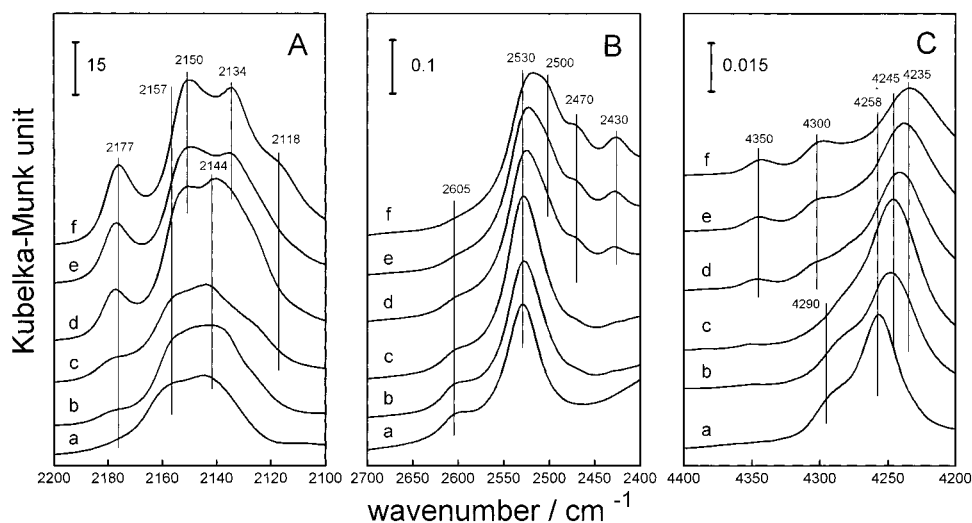 Kubelka-Munk unit
A
15
2150
2134
2157
2118
2177
2144
f
e
d
c
b
a
2200 2180 2160 2140 2120 2100
B
0.1
2530
2500
2470
2430
2605
f
e
d
c
b
a
2700 2650 2600 2550 2500 2450 2400
C
0.015
4245
4235
4258
4300
4350
4290
f
e
d
c
b
a
4400 4350 4300 4250 4200
wavenumber / cm -1